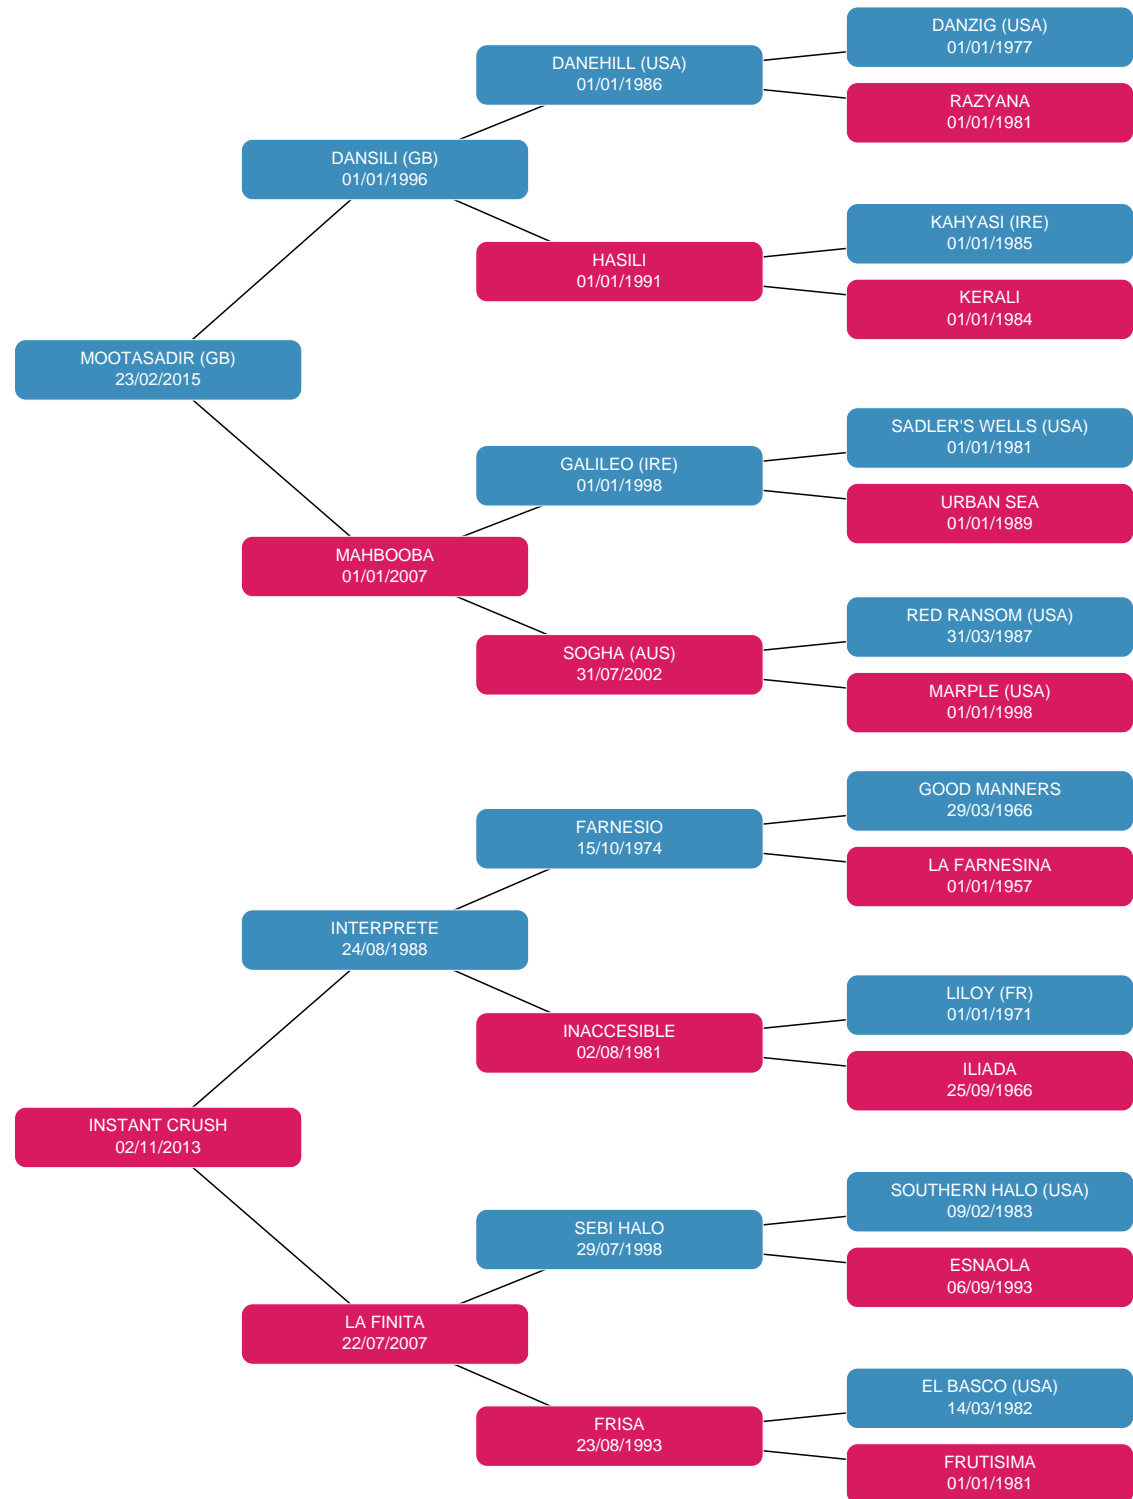 DANZIG (USA)
01/01/1977
DANEHILL (USA)
01/01/1986
RAZYANA
01/01/1981
DANSILI (GB)
01/01/1996
KAHYASI (IRE)
01/01/1985
HASILI
01/01/1991
KERALI
01/01/1984
MOOTASADIR (GB)
23/02/2015
SADLER'S WELLS (USA)
01/01/1981
GALILEO (IRE)
01/01/1998
URBAN SEA
01/01/1989
MAHBOOBA
01/01/2007
RED RANSOM (USA)
31/03/1987
SOGHA (AUS)
31/07/2002
MARPLE (USA)
01/01/1998
GOOD MANNERS
29/03/1966
FARNESIO
15/10/1974
LA FARNESINA
01/01/1957
INTERPRETE
24/08/1988
LILOY (FR)
01/01/1971
INACCESIBLE
02/08/1981
ILIADA
25/09/1966
INSTANT CRUSH
02/11/2013
SOUTHERN HALO (USA)
09/02/1983
SEBI HALO
29/07/1998
ESNAOLA
06/09/1993
LA FINITA
22/07/2007
EL BASCO (USA)
14/03/1982
FRISA
23/08/1993
FRUTISIMA
01/01/1981